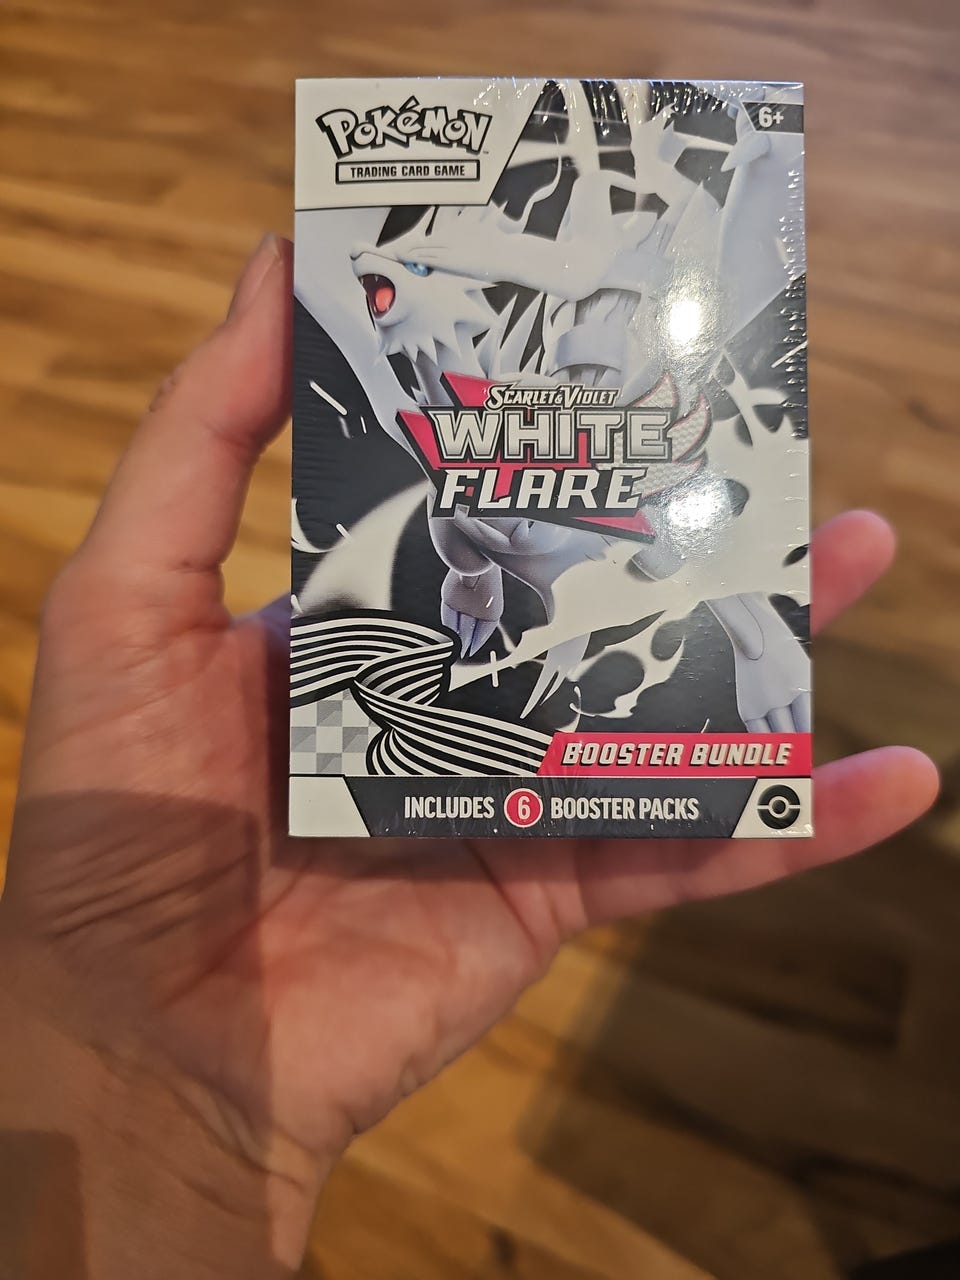 Pokémon
TRADING CARD GAME
6+
SCARLET & VIOLET
WHITE
FLARE
BOOSTER BUNDLE
INCLUDES 6 BOOSTER PACKS